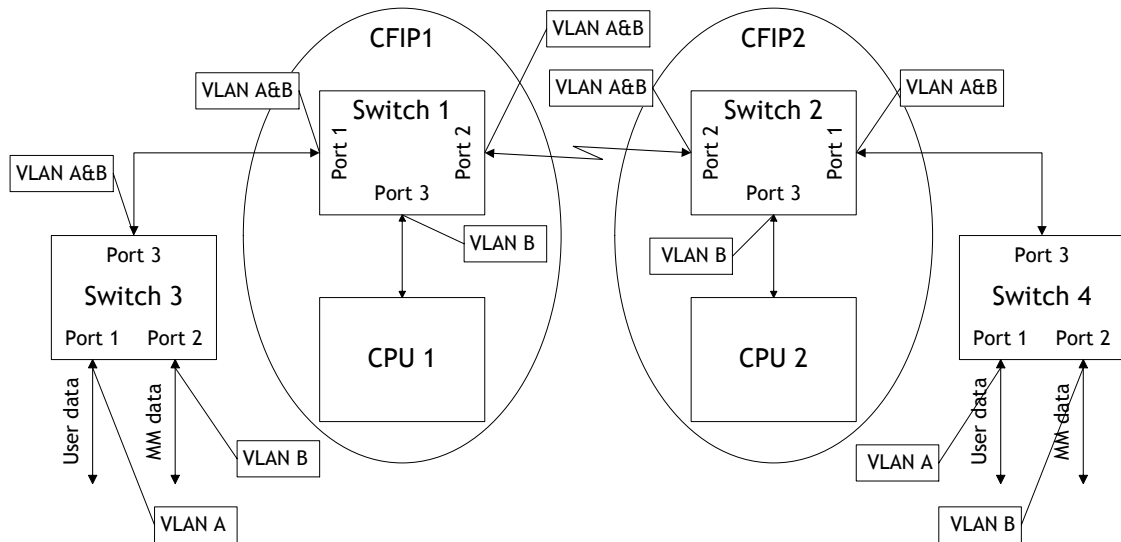 CFIP1
CFIP2
VLAN A&B
VLAN A&B
VLAN A&B
VLAN A&B
Switch 1
Port 1
Port 2
Port 3
Switch 2
Port 2
Port 1
Port 3
VLAN A&B
VLAN B
VLAN B
Port 3
Switch 3
Port 1
Port 2
CPU 1
CPU 2
Port 3
Switch 4
Port 1
Port 2
User data
MM data
VLAN B
VLAN A
User data
MM data
VLAN A
VLAN B